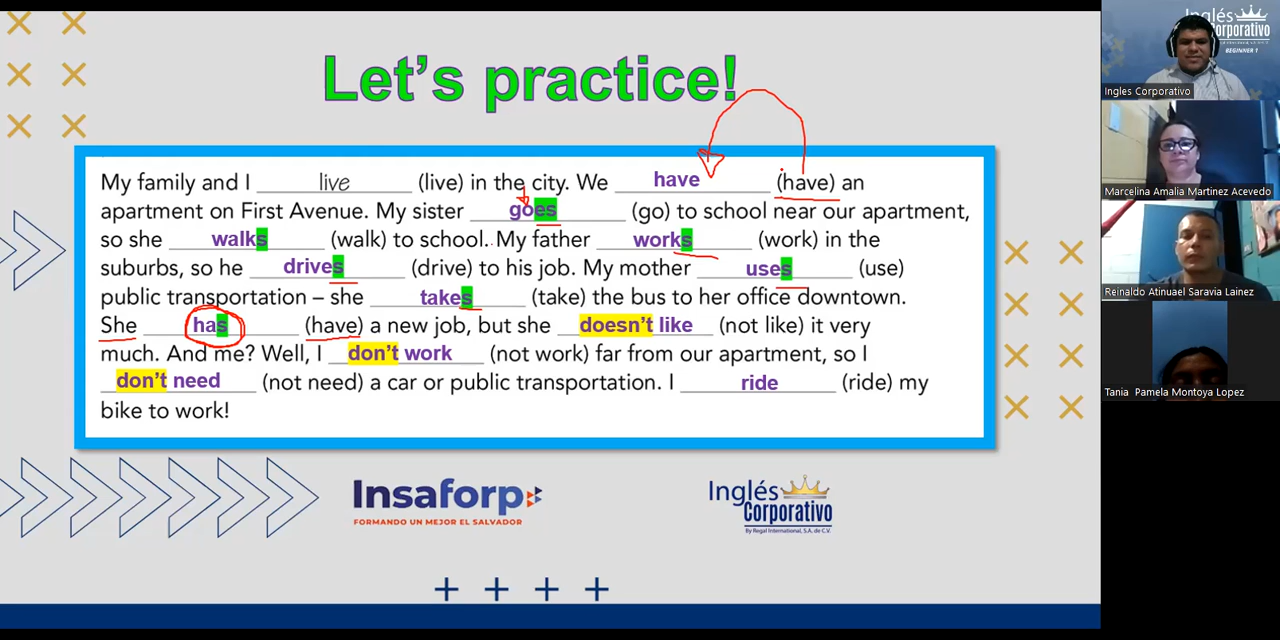 Let's practice!
My family and I live (live) in the city. We have (have) an
apartment on First Avenue. My sister goes (go) to school near our apartment,
so she walks (walk) to school. My father works (work) in the
suburbs, so he drives (drive) to his job. My mother uses (use)
public transportation – she takes (take) the bus to her office downtown.
She has (have) a new job, but she doesn't like (not like) it very
much. And me? Well, I don't work (not work) far from our apartment, so I
don't need (not need) a car or public transportation. I ride (ride) my
bike to work!
Insaforp
FORMANDO UN MEJOR EL SALVADOR
Inglés
Corporativo
By Regal International, S.A. de C.V.
Inglés
Corporativo
BEGINNER 1
Ingles Corporativo
Marcelina Amalia Martinez Acevedo
Reinaldo Atinuael Saravia Lainez
Tania Pamela Montoya Lopez